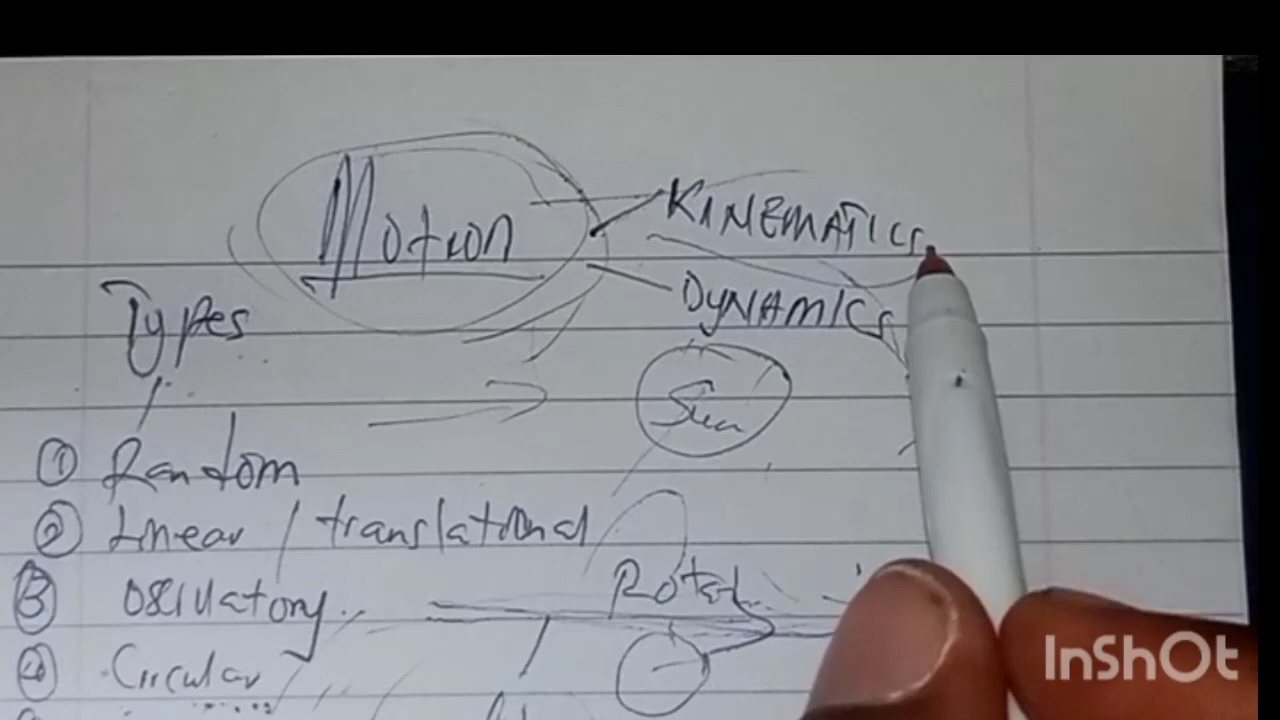 Motion
KINEMATICS
DYNAMICS
Types
Sun
① Random
② Linear / translational
③ Oscillatory..
Rotat..
④ Circular
InShOt